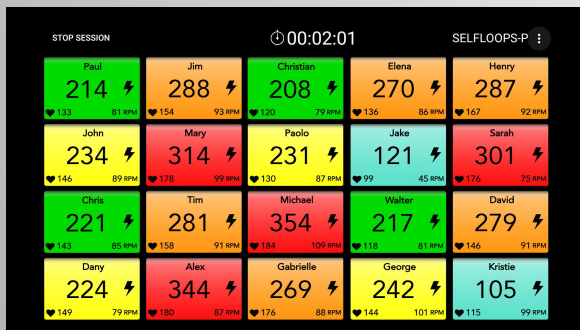 STOP SESSION 00:02:01 SELFLOOPS-P
Paul Jim Christian Elena Henry
214 288 208 270 287
133 81 RPM 154 93 RPM 120 79 RPM 136 86 RPM 167 92 RPM
John Mary Paolo Jake Sarah
234 314 231 121 301
146 89 RPM 178 99 RPM 130 87 RPM 99 45 RPM 176 75 RPM
Chris Tim Michael Walter David
221 281 354 217 279
143 85 RPM 158 91 RPM 184 109 RPM 118 81 RPM 146 91 RPM
Dany Alex Gabrielle George Kristie
224 344 269 242 105
149 79 RPM 180 87 RPM 176 88 RPM 144 101 RPM 115 99 RPM